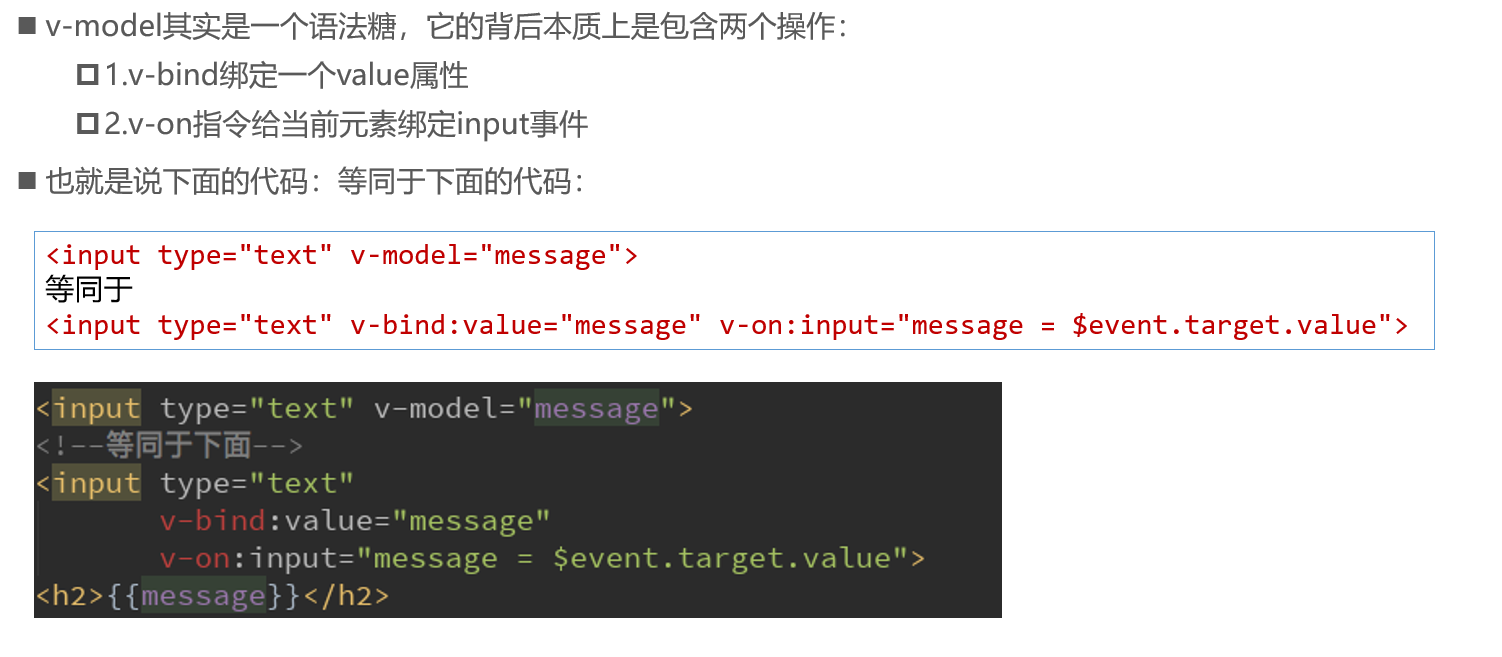 v-model其实是一个语法糖，它的背后本质上是包含两个操作：
1.v-bind绑定一个value属性
2.v-on指令给当前元素绑定input事件
也就是说下面的代码：等同于下面的代码：
<input type="text" v-model="message">
等同于
<input type="text" v-bind:value="message" v-on:input="message = $event.target.value">
<input type="text" v-model="message">
<!--等同于下面-->
<input type="text"
v-bind:value="message"
v-on:input="message = $event.target.value">
<h2>{{message}}</h2>